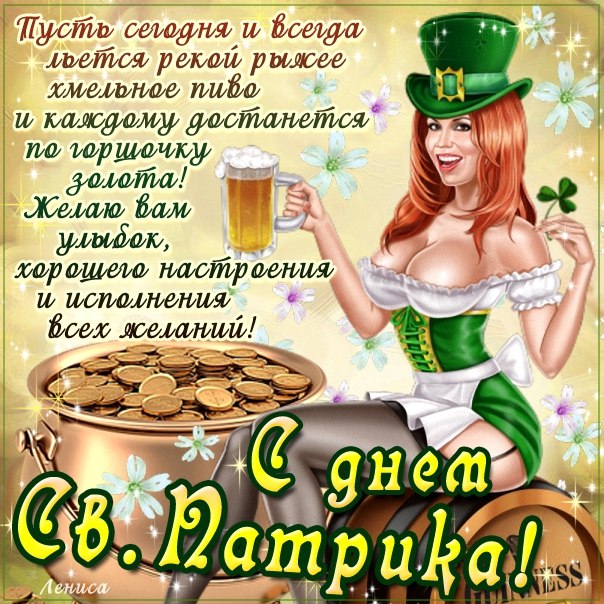 Пусть сегодня и всегда
льется рекой рыжее
хмельное пиво
и каждому достанется
по горшочку
золота!
Желаю вам
улыбок,
хорошего настроения
и исполнения
всех желаний!
С днем
Св. Патрика!
GUINNESS
Лениса